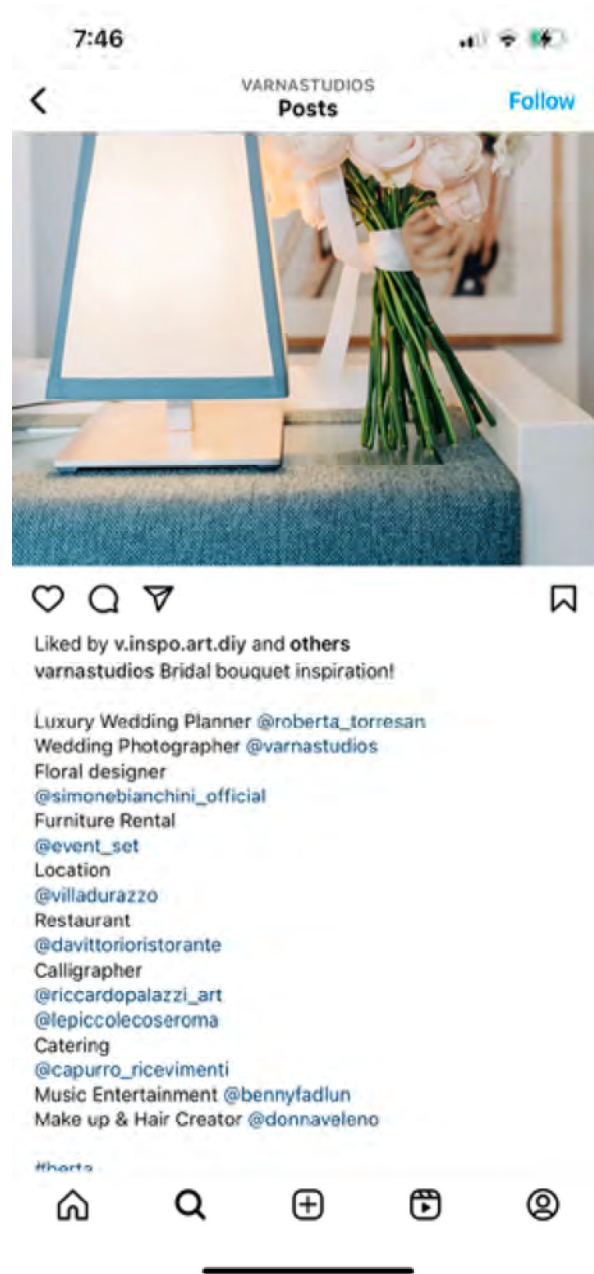 7:46
VARNASTUDIOS
Posts
Follow
Liked by v.inspo.art.diy and others
varnastudios Bridal bouquet inspiration!
Luxury Wedding Planner @roberta_torresan
Wedding Photographer @varnastudios
Floral designer
@simonebianchini_official
Furniture Rental
@event_set
Location
@villadurazzo
Restaurant
@davittorioristorante
Calligrapher
@riccardopalazzi_art
@lepiccolecoseroma
Catering
@capurro_ricevimenti
Music Entertainment @bennyfadlun
Make up & Hair Creator @donnaveleno
#berta